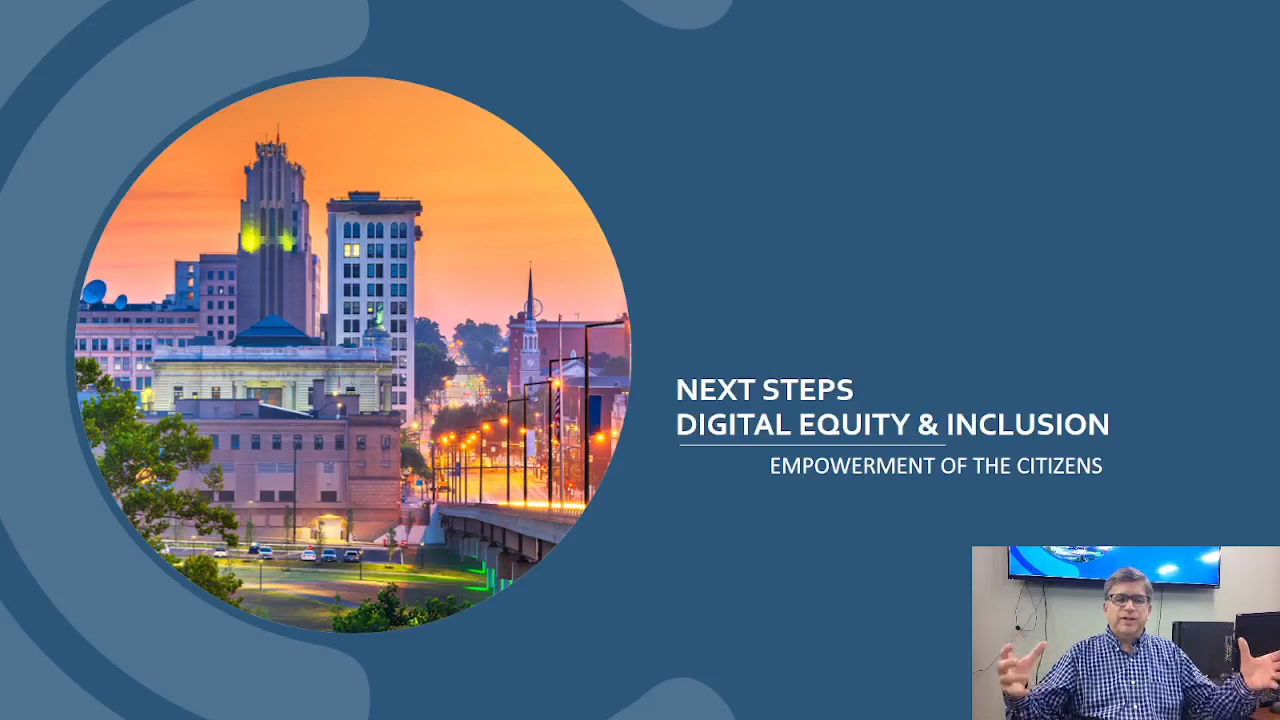 NEXT STEPS
DIGITAL EQUITY & INCLUSION
EMPOWERMENT OF THE CITIZENS